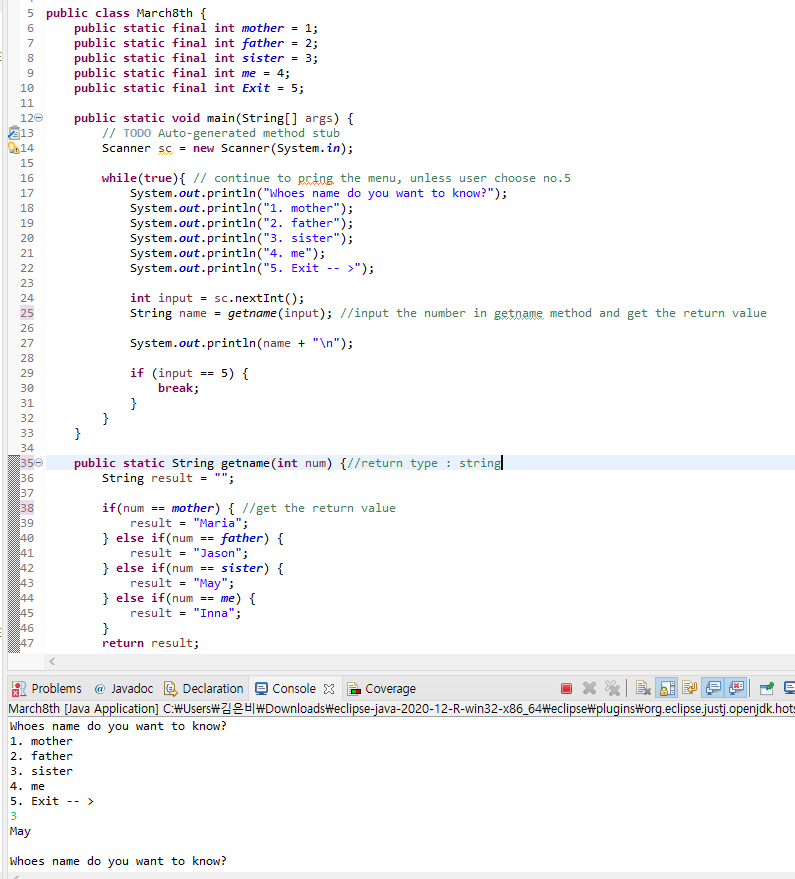 5 public class March8th {
6 public static final int mother = 1;
7 public static final int father = 2;
8 public static final int sister = 3;
9 public static final int me = 4;
10 public static final int Exit = 5;
11
12 public static void main(String[] args) {
13 // TODO Auto-generated method stub
14 Scanner sc = new Scanner(System.in);
15
16 while(true){ // continue to pring the menu, unless user choose no.5
17 System.out.println("Whoes name do you want to know?");
18 System.out.println("1. mother");
19 System.out.println("2. father");
20 System.out.println("3. sister");
21 System.out.println("4. me");
22 System.out.println("5. Exit -- >");
23
24 int input = sc.nextInt();
25 String name = getname(input); //input the number in getname method and get the return value
26
27 System.out.println(name + "\n");
28
29 if (input == 5) {
30 break;
31 }
32 }
33 }
34
35 public static String getname(int num) {//return type : string
36 String result = "";
37
38 if(num == mother) { //get the return value
39 result = "Maria";
40 } else if(num == father) {
41 result = "Jason";
42 } else if(num == sister) {
43 result = "May";
44 } else if(num == me) {
45 result = "Inna";
46 }
47 return result;
Problems @ Javadoc Declaration Console Coverage
March8th [Java Application] C:₩Users₩김은비₩Downloads₩eclipse-java-2020-12-R-win32-x86_64₩eclipse₩plugins₩org.eclipse.justj.openjdk.hots
Whoes name do you want to know?
1. mother
2. father
3. sister
4. me
5. Exit -- >
3
May
Whoes name do you want to know?